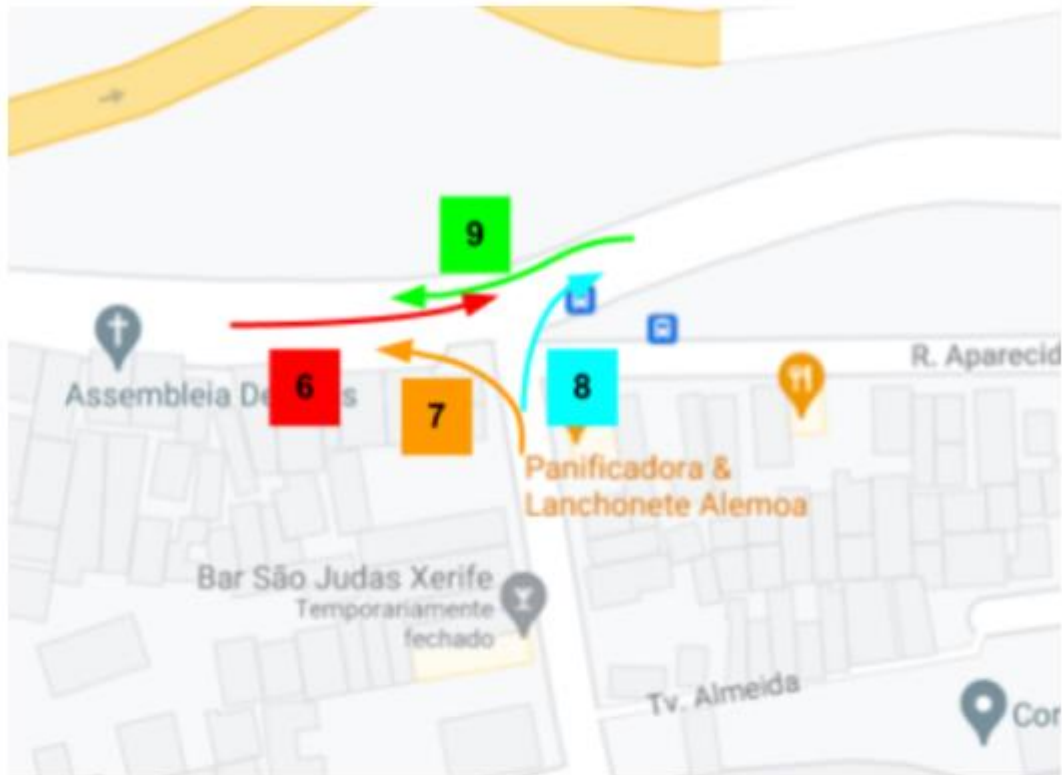 9
R. Aparecid
Assembleia De
s
6
7
8
Panificadora &
Lanchonete Alemoa
Bar São Judas Xerife
Temporariamente
fechado
Tv. Almeida
Cor